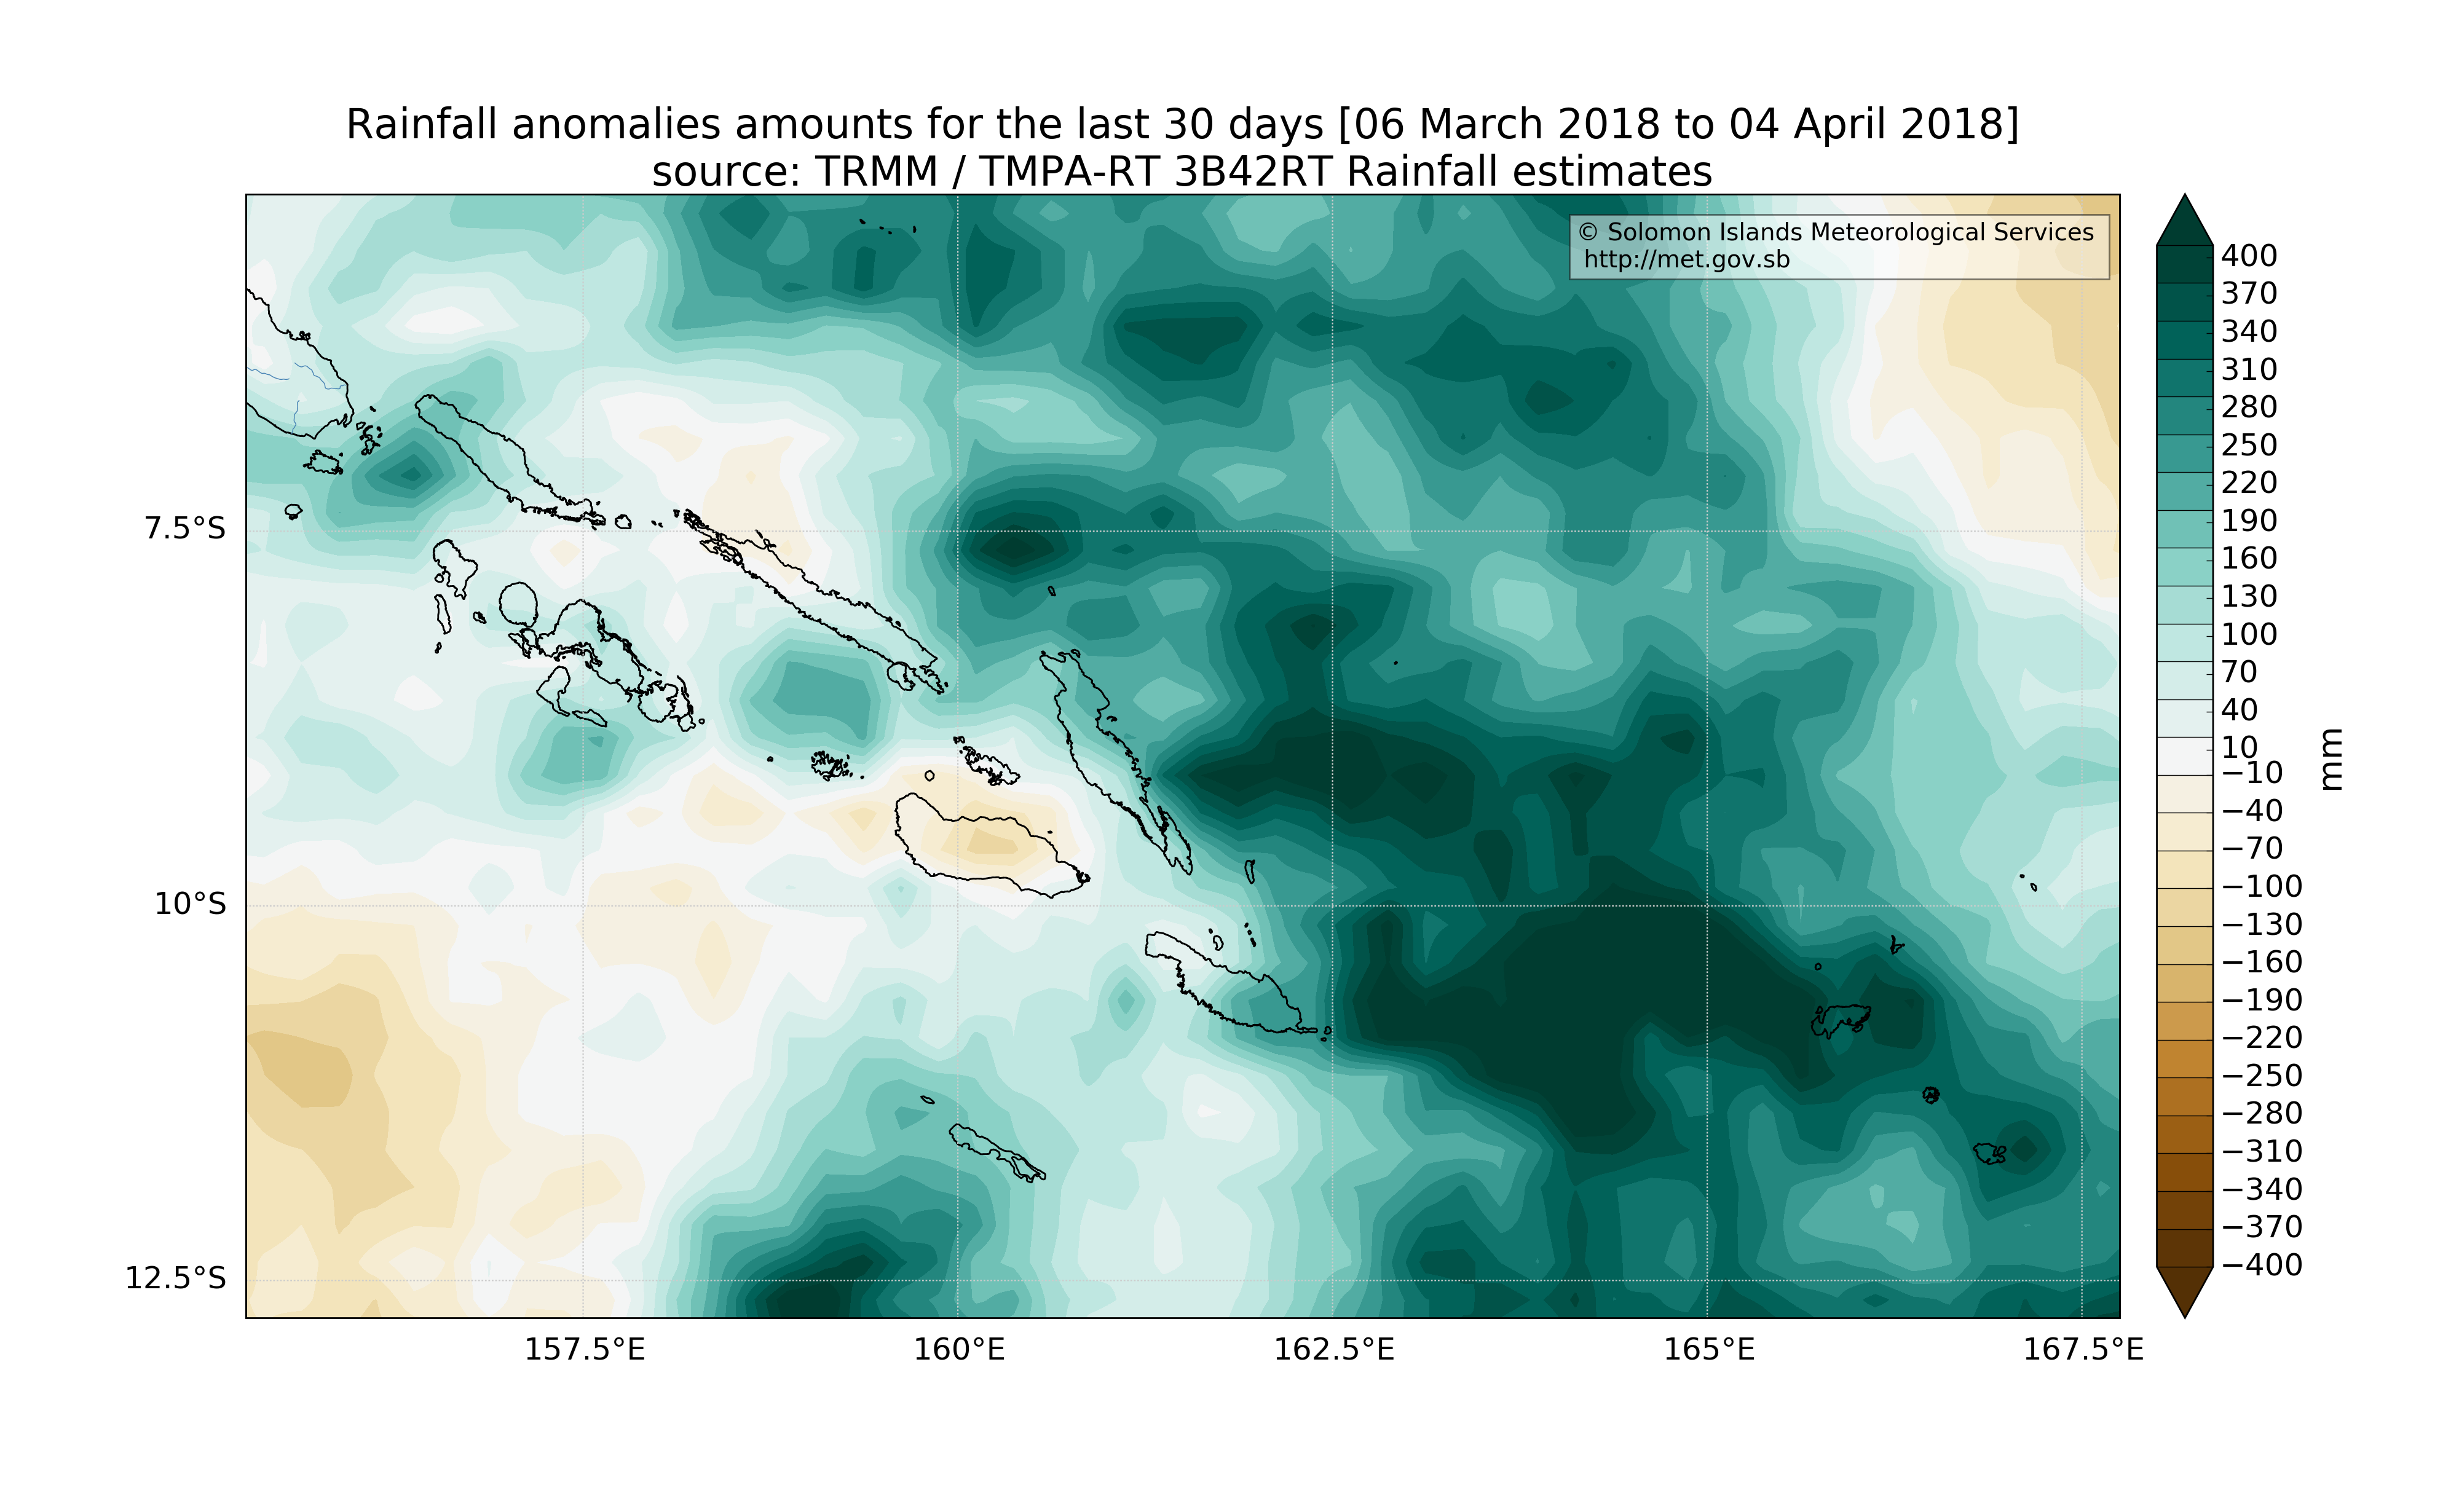 Rainfall anomalies amounts for the last 30 days [06 March 2018 to 04 April 2018]
source: TRMM / TMPA-RT 3B42RT Rainfall estimates
© Solomon Islands Meteorological Services
http://met.gov.sb
7.5°S
10°S
12.5°S
157.5°E
160°E
162.5°E
165°E
167.5°E
400
370
340
310
280
250
220
190
160
130
100
70
40
10
−10
−40
−70
−100
−130
−160
−190
−220
−250
−280
−310
−340
−370
−400
mm